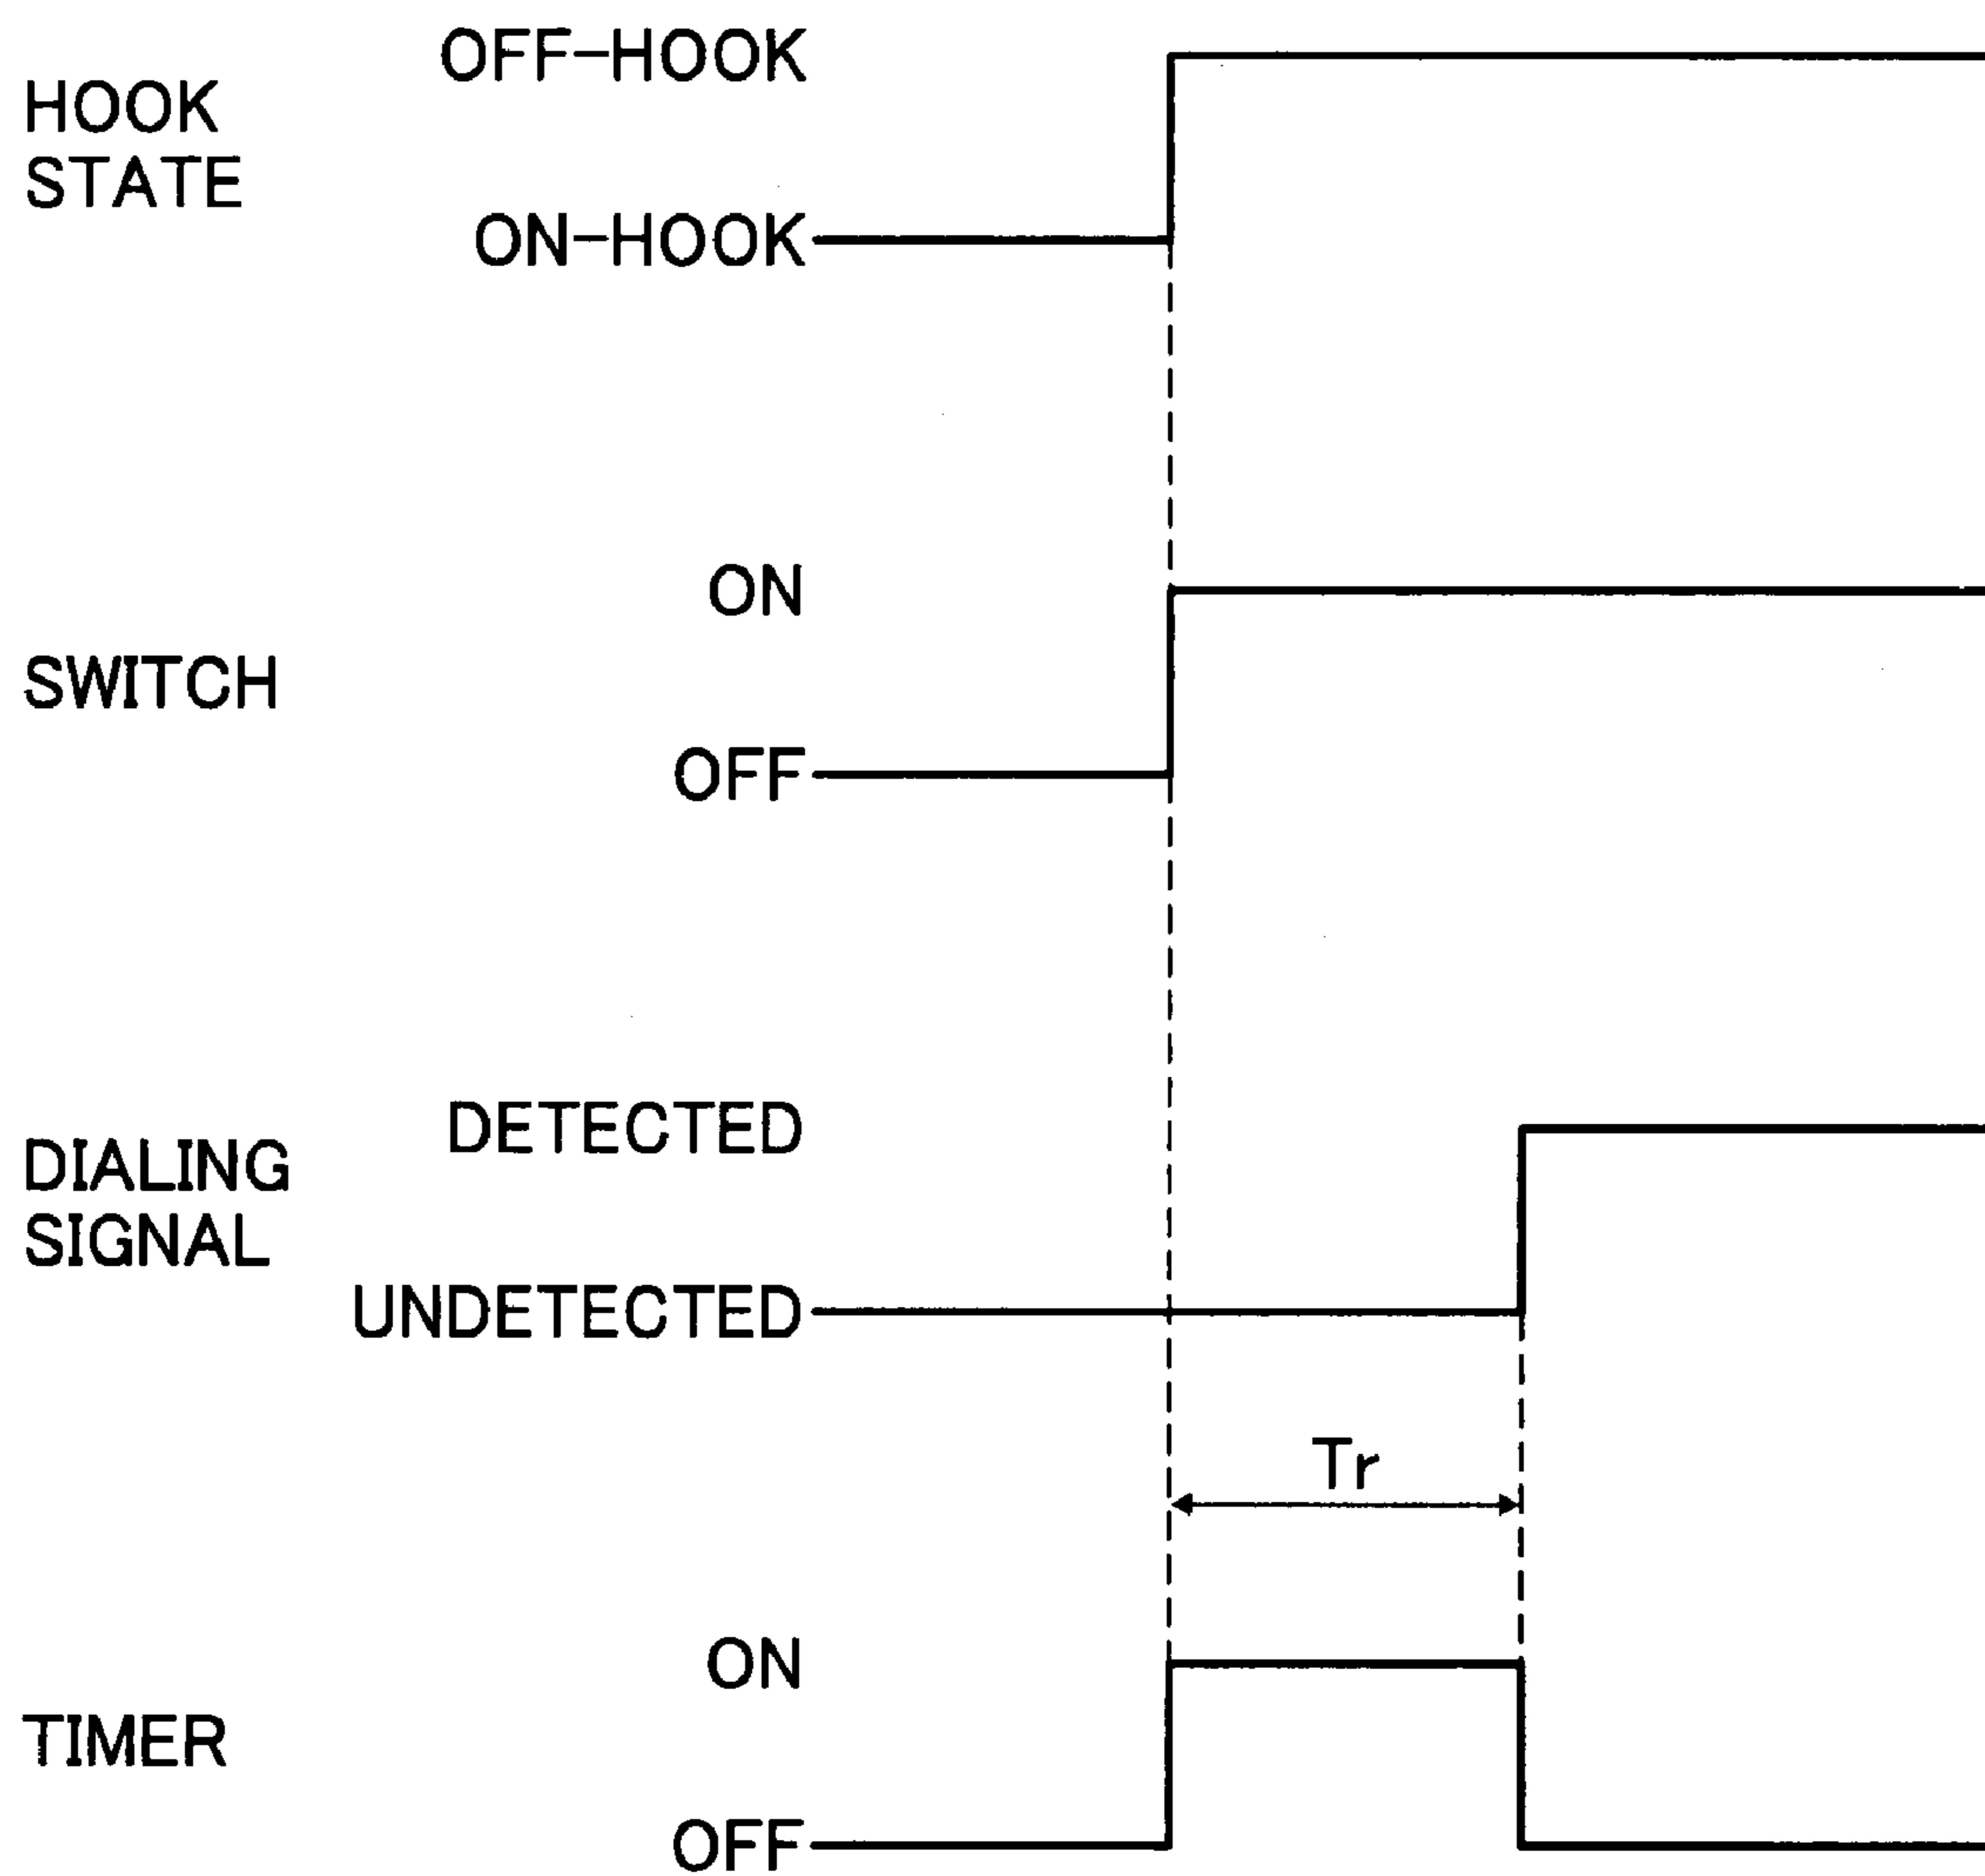 OFF-HOOK
HOOK
STATE
ON-HOOK
ON
SWITCH
OFF
DETECTED
DIALING
SIGNAL
UNDETECTED
Tr
ON
TIMER
OFF